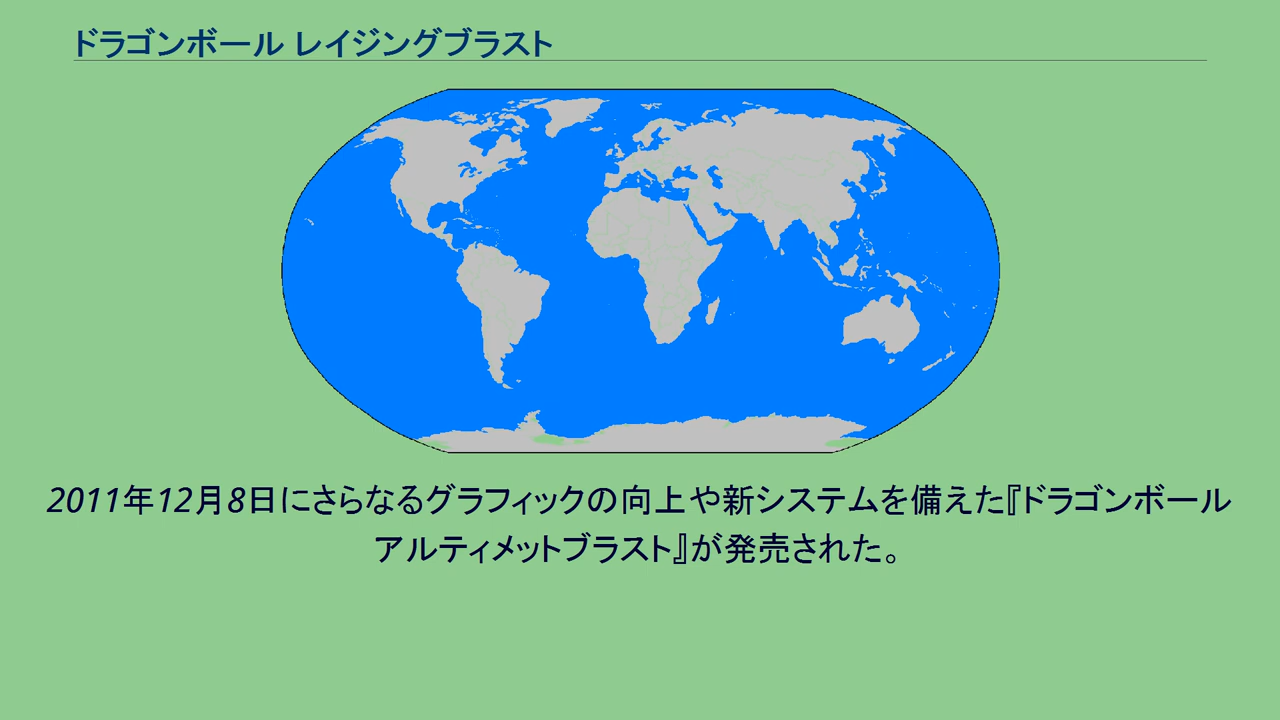 ドラゴンボール レイジングブラスト
2011年12月8日にさらなるグラフィックの向上や新システムを備えた『ドラゴンボール
アルティメットブラスト』が発売された。